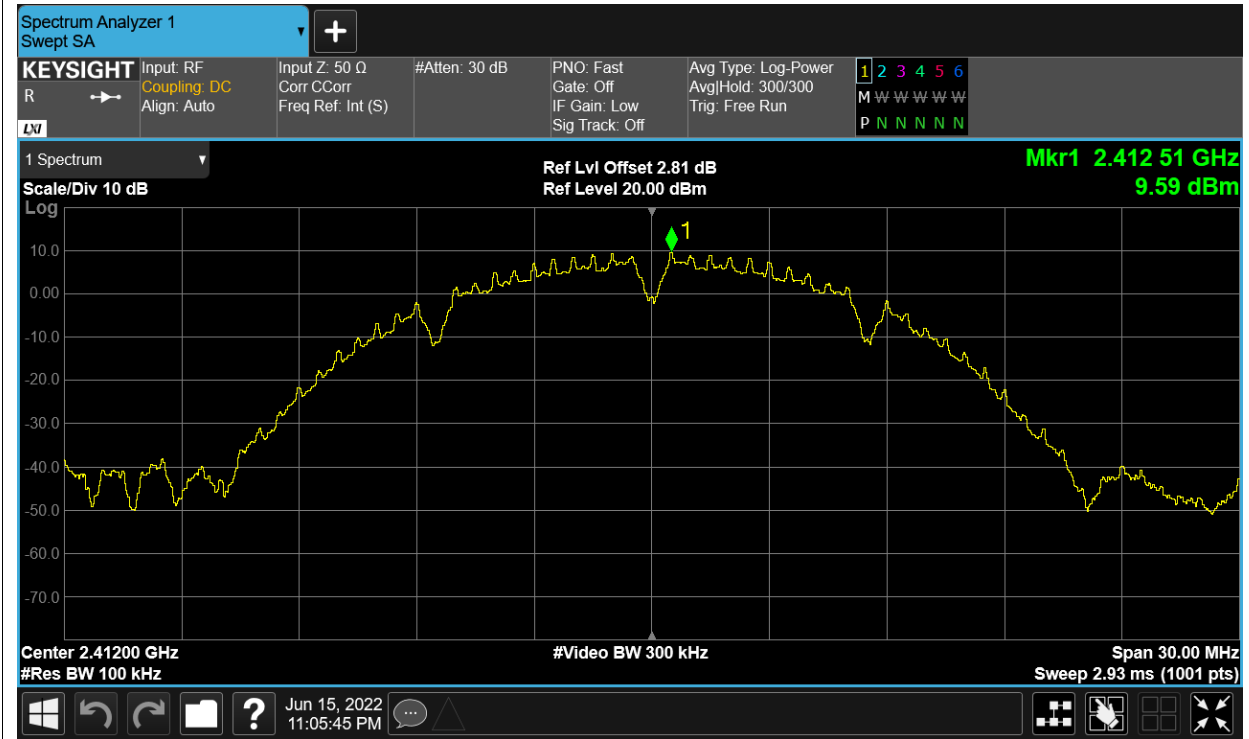 Spectrum Analyzer 1
Swept SA
KEYSIGHT
R
LXI
Input: RF
Coupling: DC
Align: Auto
Input Z: 50 Ω
Corr CCorr
Freq Ref: Int (S)
#Atten: 30 dB
PNO: Fast
Gate: Off
IF Gain: Low
Sig Track: Off
Avg Type: Log-Power
Avg|Hold: 300/300
Trig: Free Run
1 2 3 4 5 6
M W W W W W
P N N N N N
1 Spectrum
Scale/Div 10 dB
Ref Lvl Offset 2.81 dB
Ref Level 20.00 dBm
Mkr1 2.412 51 GHz
9.59 dBm
Log
1
10.0
0.00
-10.0
-20.0
-30.0
-40.0
-50.0
-60.0
-70.0
Center 2.41200 GHz
#Video BW 300 kHz
Span 30.00 MHz
#Res BW 100 kHz
Sweep 2.93 ms (1001 pts)
?
Jun 15, 2022
11:05:45 PM